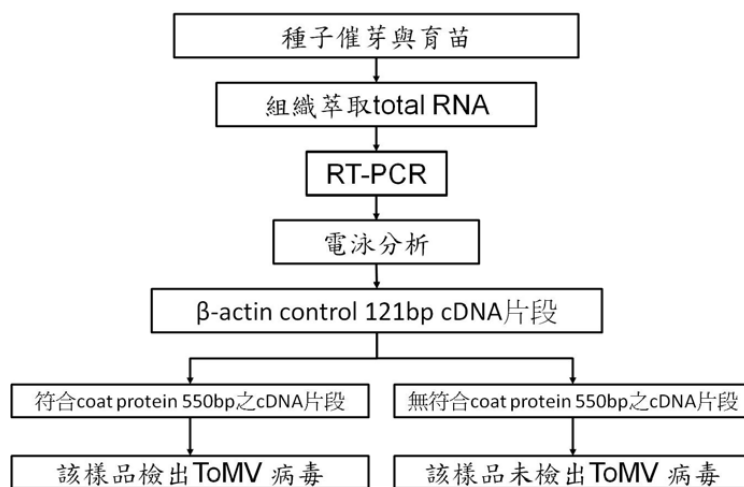 種子催芽與育苗
組織萃取total RNA
RT-PCR
電泳分析
β-actin control 121bp cDNA片段
符合coat protein 550bp之cDNA片段
無符合coat protein 550bp之cDNA片段
該樣品檢出ToMV 病毒
該樣品未檢出ToMV 病毒